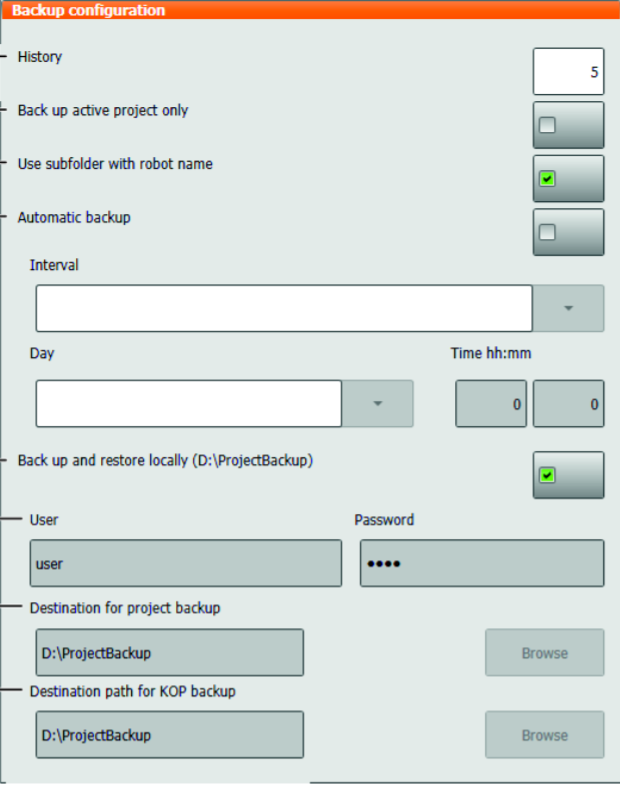 Backup configuration
History
5
Back up active project only
Use subfolder with robot name
Automatic backup
Interval
Day Time hh:mm
0 0
Back up and restore locally (D:\ProjectBackup)
User Password
user ••••
Destination for project backup
D:\ProjectBackup Browse
Destination path for KOP backup
D:\ProjectBackup Browse